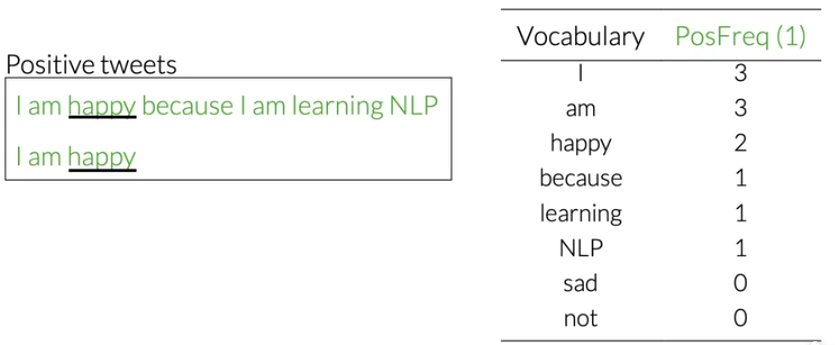 Positive tweets
I am happy because I am learning NLP
I am happy
Vocabulary PosFreq (1)
I 3
am 3
happy 2
because 1
learning 1
NLP 1
sad 0
not 0